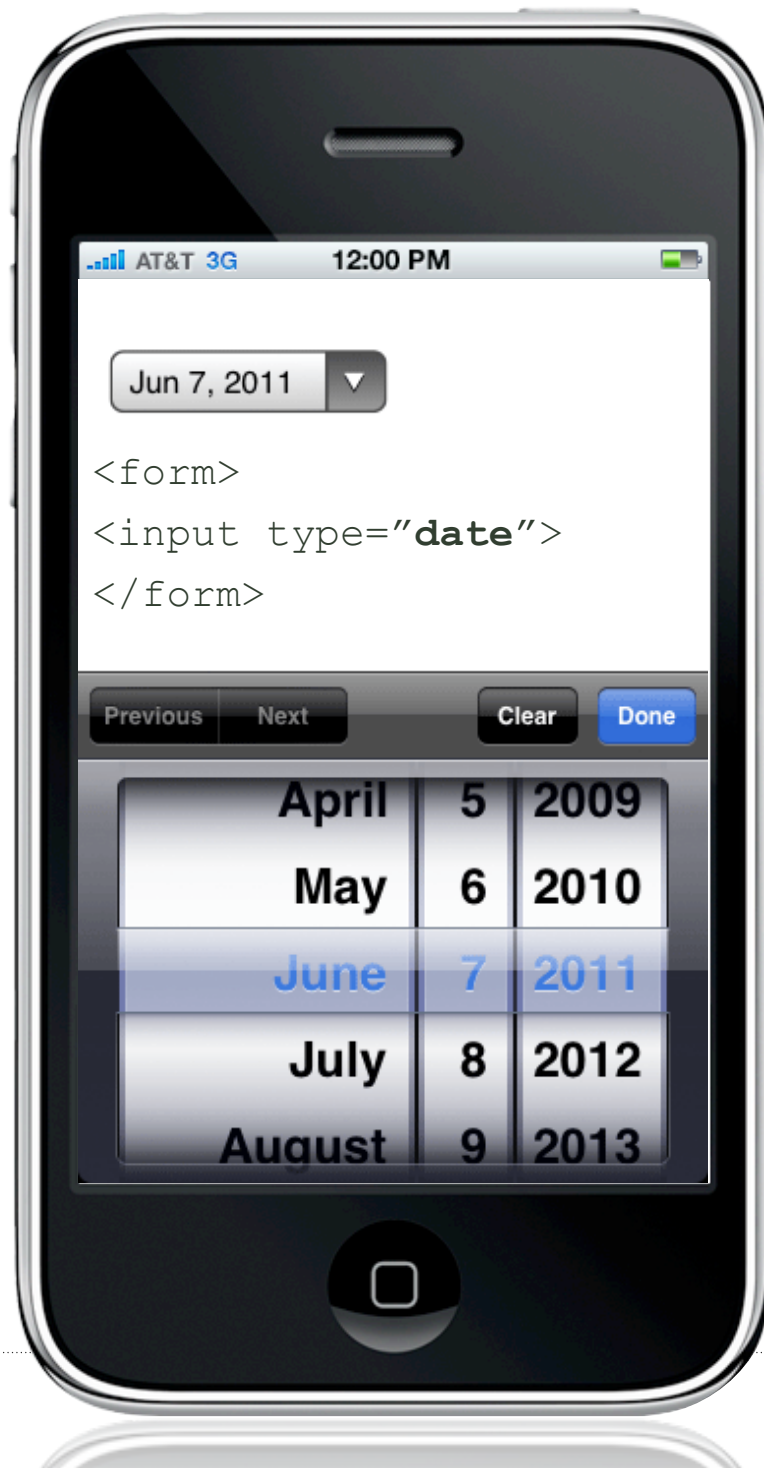 AT&T 3G 12:00 PM
Jun 7, 2011
<form>
<input type=”date”>
</form>
Previous Next Clear Done
April 5 2009
May 6 2010
June 7 2011
July 8 2012
August 9 2013